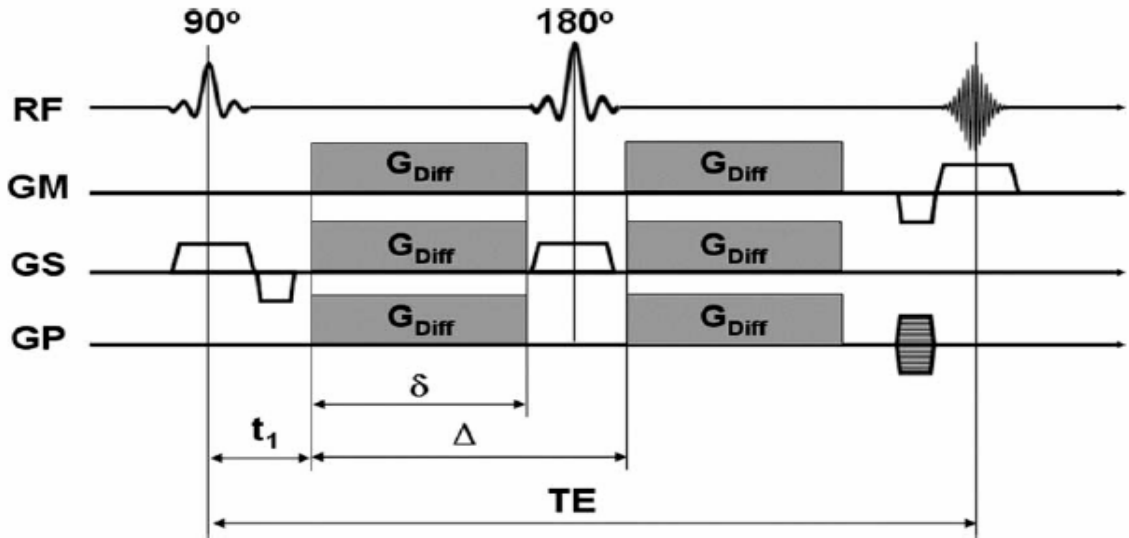 90º 180º
RF
GM G_Diff G_Diff
GS G_Diff G_Diff
GP G_Diff G_Diff
δ
t₁ Δ
TE